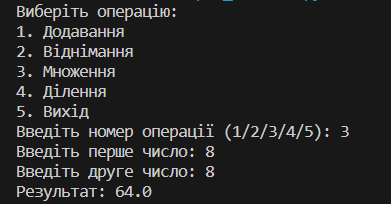 Виберіть операцію:
1. Додавання
2. Віднімання
3. Множення
4. Ділення
5. Вихід
Введіть номер операції (1/2/3/4/5): 3
Введіть перше число: 8
Введіть друге число: 8
Результат: 64.0